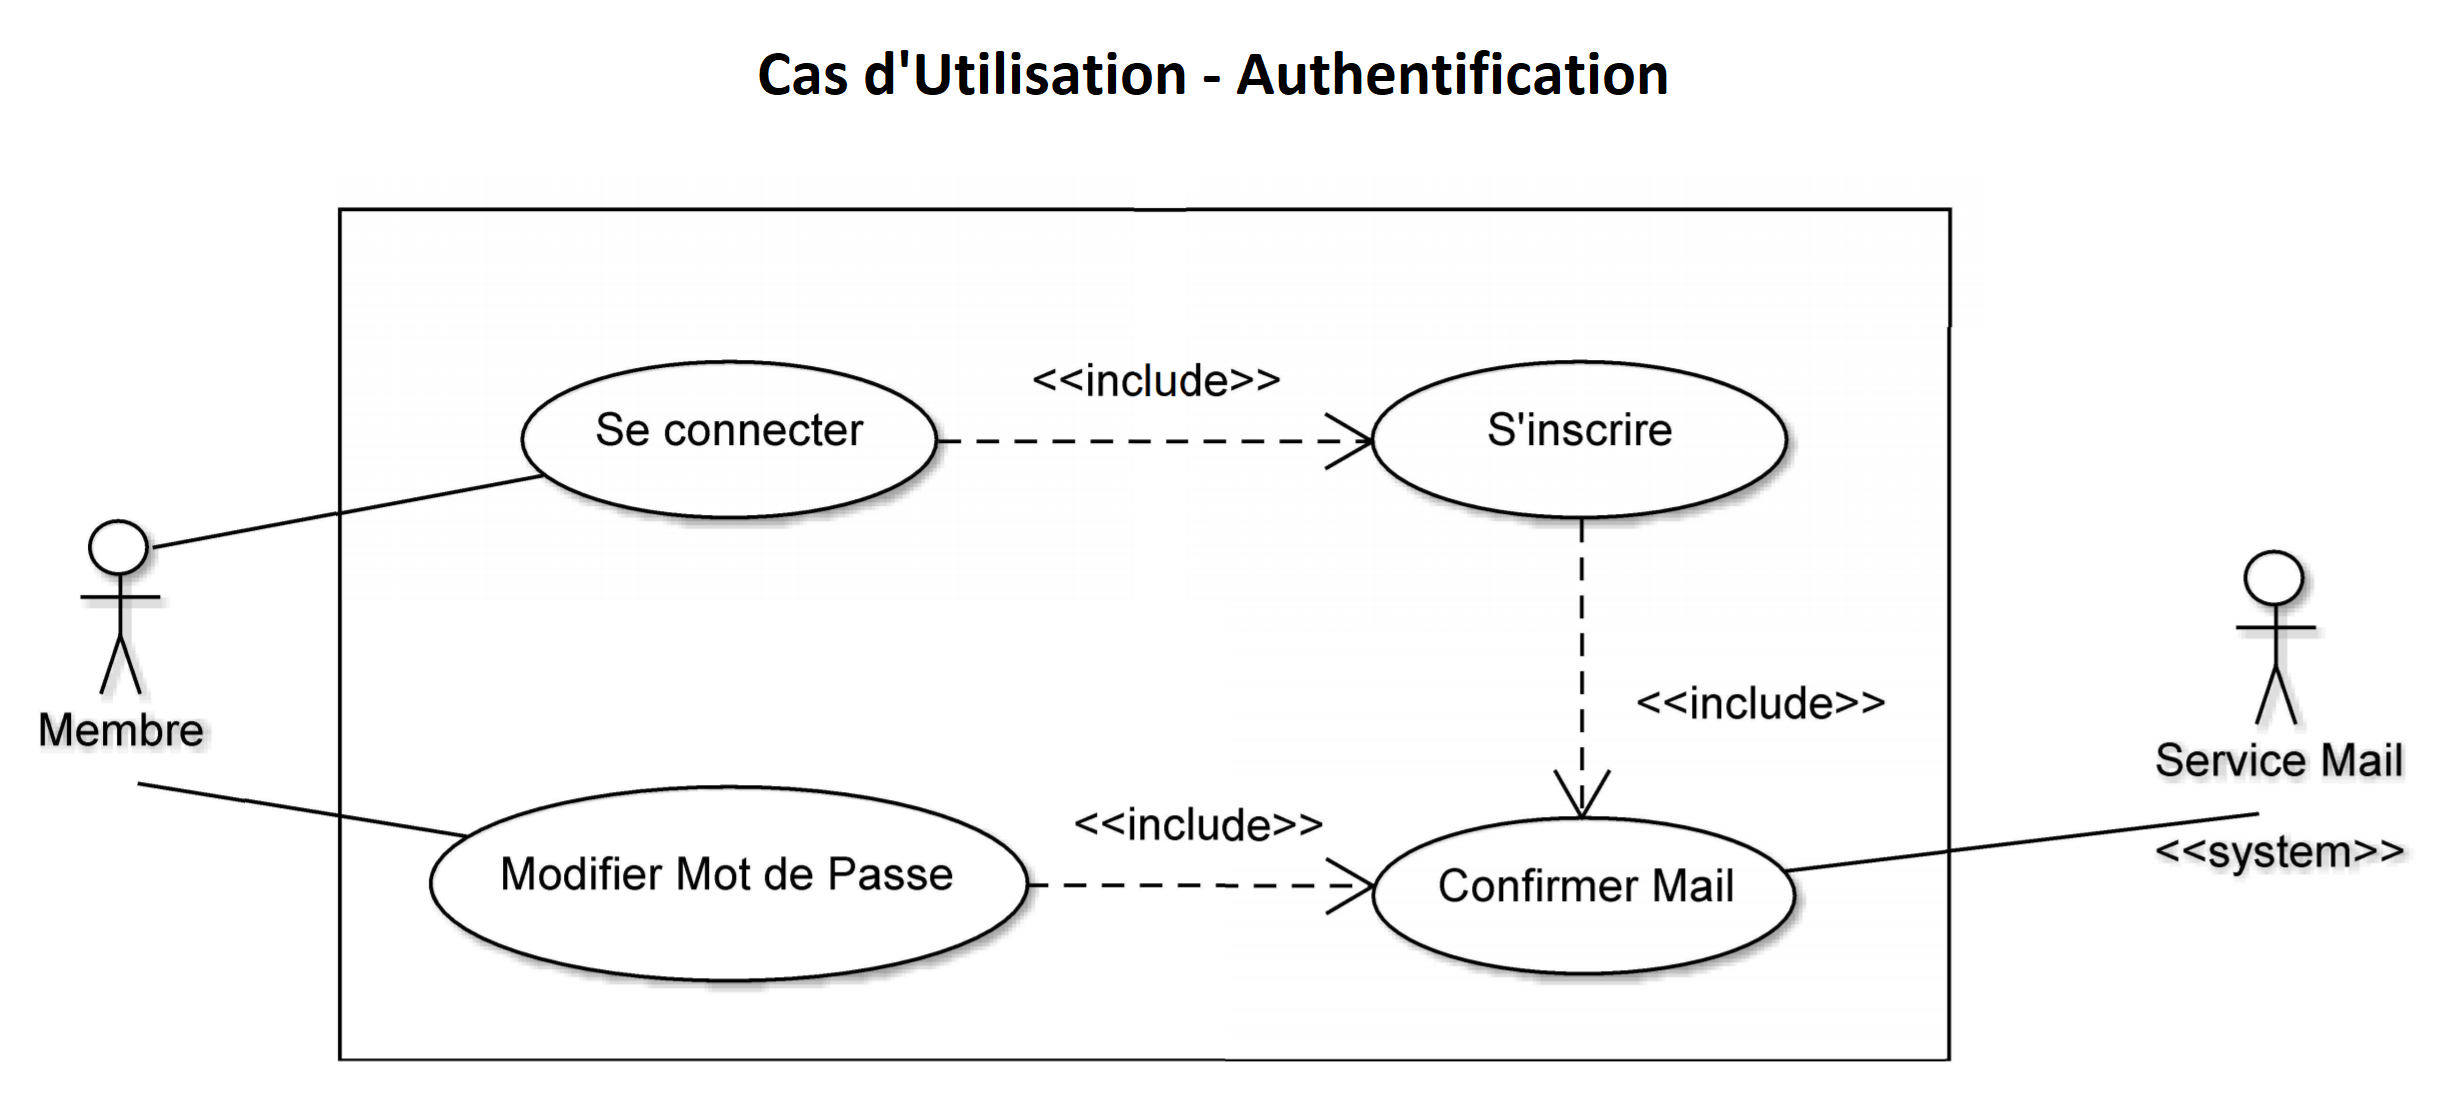 Cas d'Utilisation - Authentification
<<include>>
Se connecter
S'inscrire
<<include>>
Membre
Service Mail
<<system>>
<<include>>
Modifier Mot de Passe
Confirmer Mail